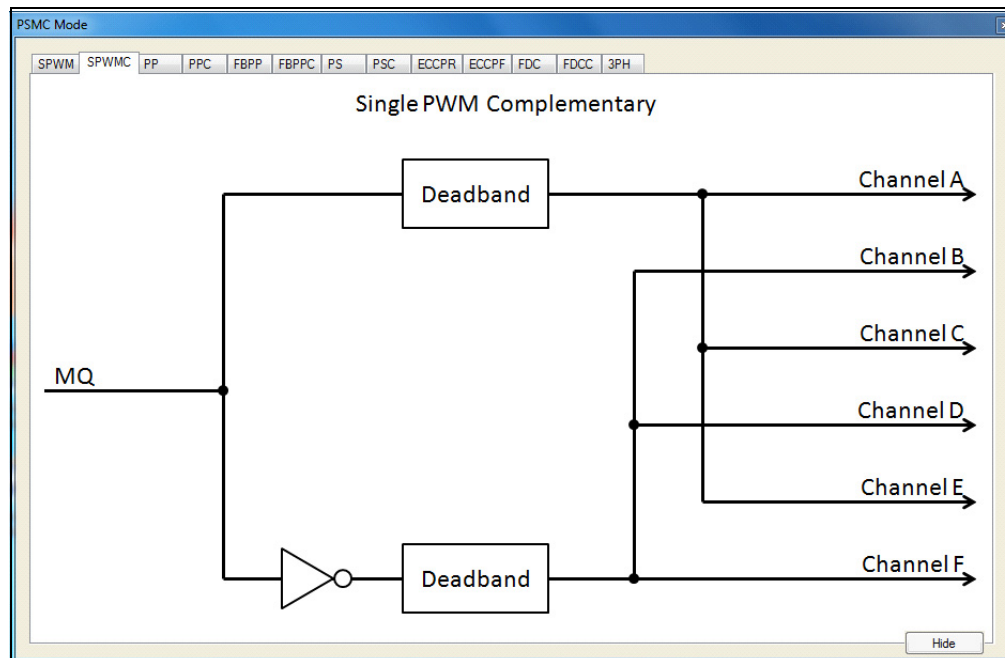 PSMC Mode
SPWM SPWMC PP PPC FBPP FBPPC PS PSC ECCPR ECCPF FDC FDCC 3PH
Single PWM Complementary
Deadband
Channel A
Channel B
Channel C
MQ
Channel D
Channel E
Deadband
Channel F
Hide